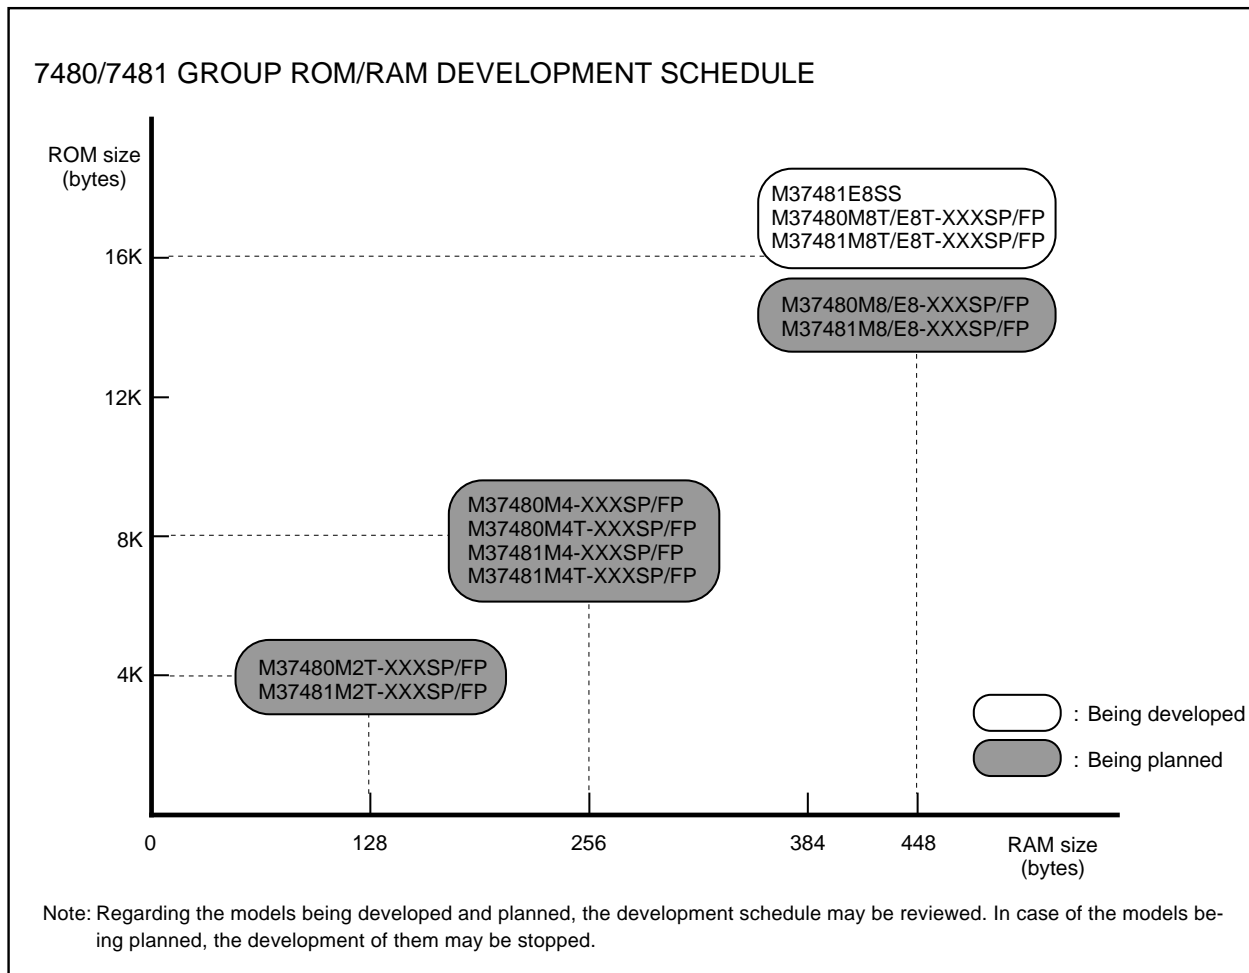 7480/7481 GROUP ROM/RAM DEVELOPMENT SCHEDULE
ROM size
(bytes)
M37481E8SS
M37480M8T/E8T-XXXSP/FP
M37481M8T/E8T-XXXSP/FP
16K
M37480M8/E8-XXXSP/FP
M37481M8/E8-XXXSP/FP
12K
M37480M4-XXXSP/FP
M37480M4T-XXXSP/FP
M37481M4-XXXSP/FP
M37481M4T-XXXSP/FP
8K
M37480M2T-XXXSP/FP
M37481M2T-XXXSP/FP
4K
: Being developed
: Being planned
0
128
256
384
448
RAM size
(bytes)
Note: Regarding the models being developed and planned, the development schedule may be reviewed. In case of the models be-
ing planned, the development of them may be stopped.